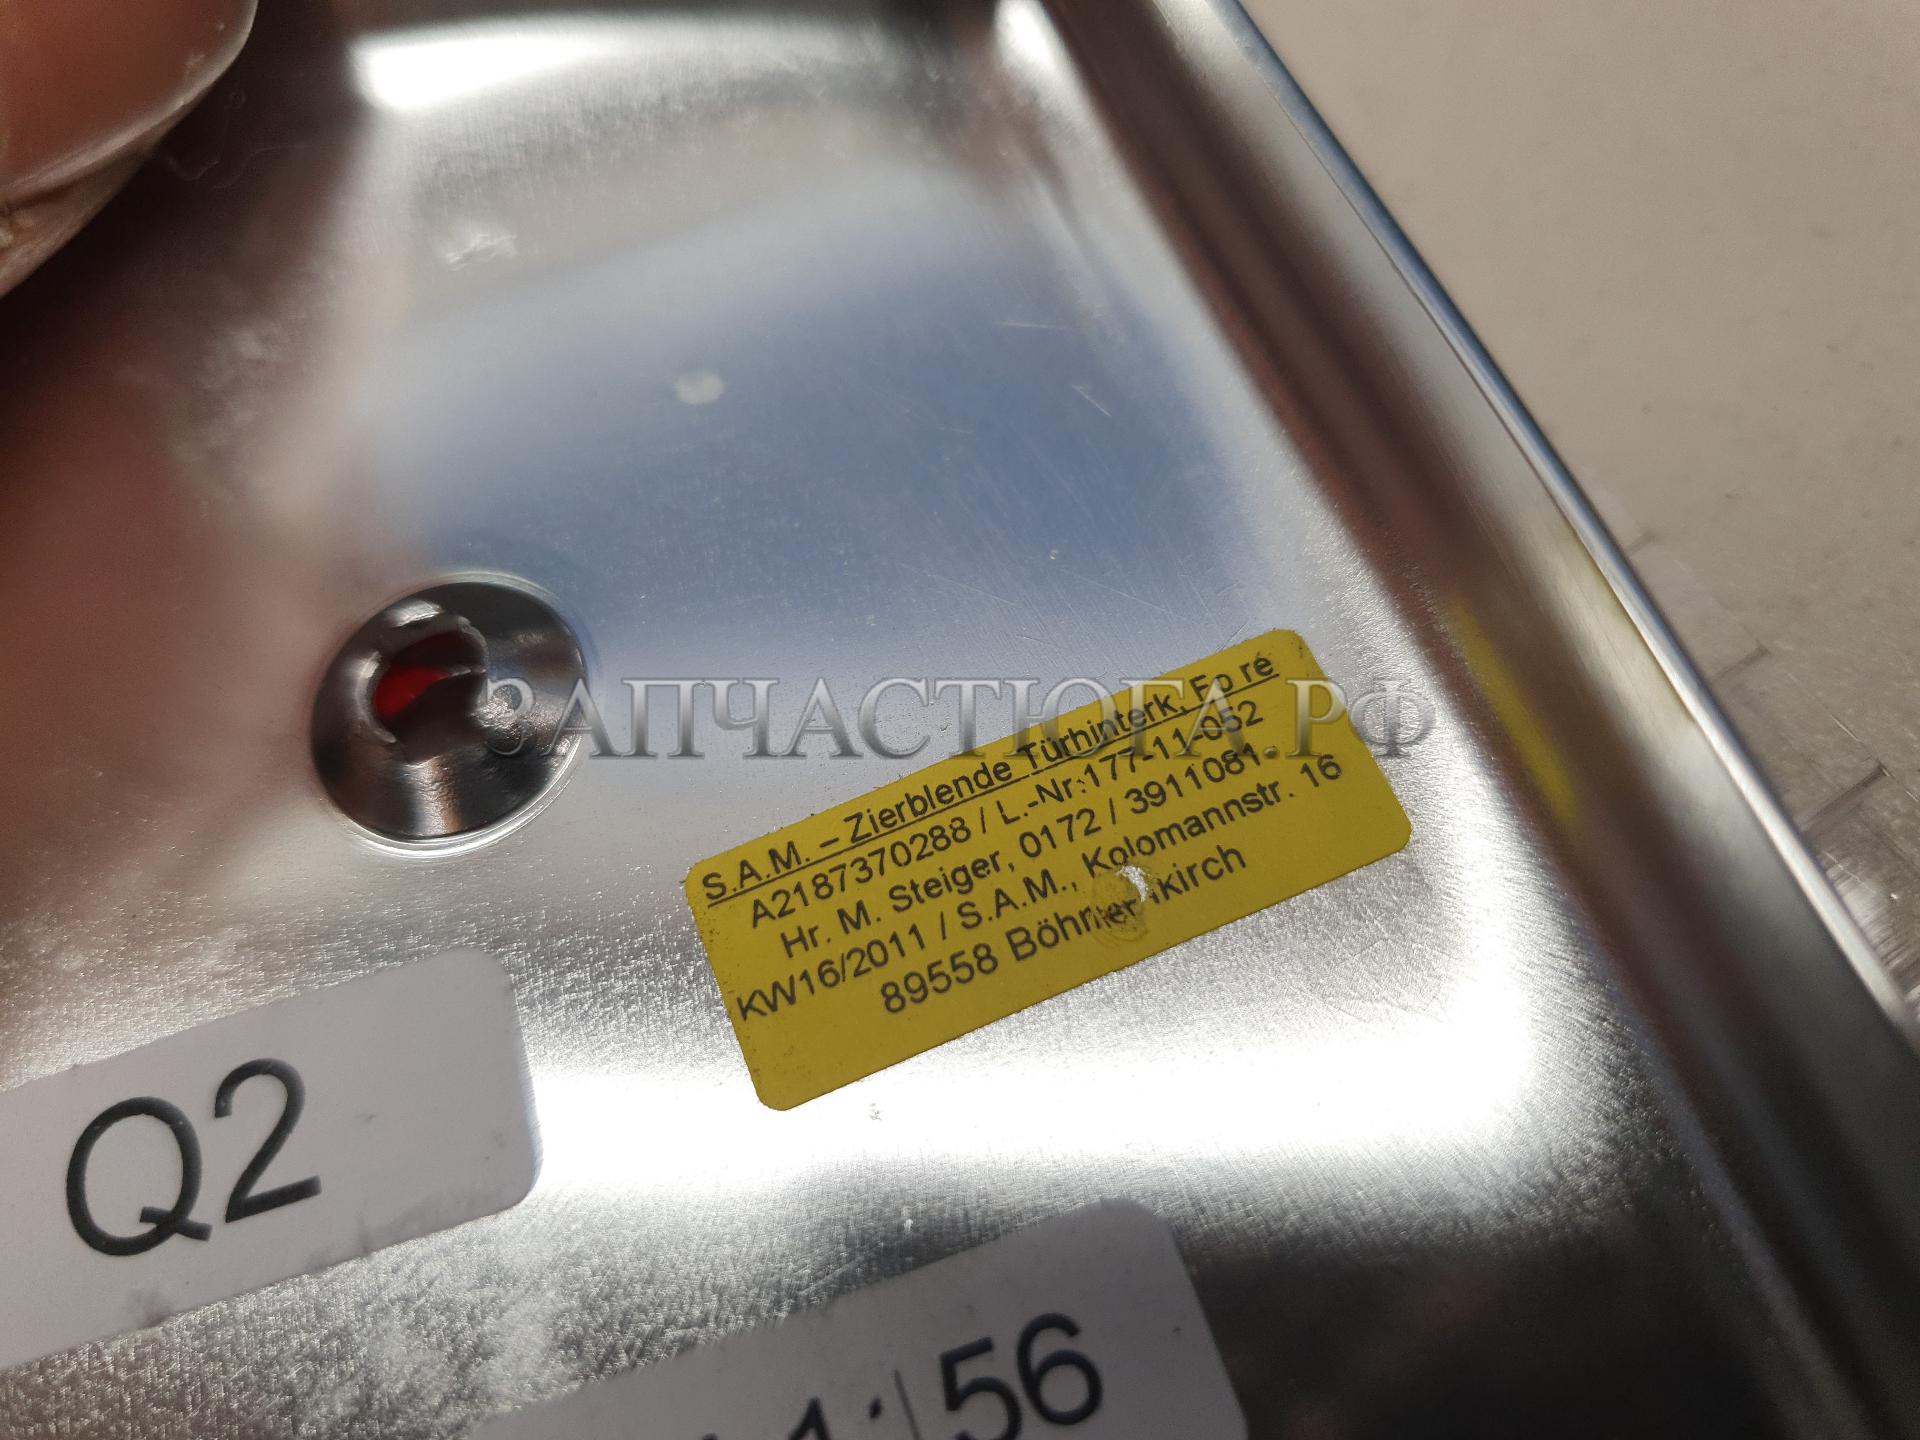 ЗАПЧАСТЮГА.РФ
S.A.M. – Zierblende Türhinterk, Fo re
A2187370288 / L.-Nr:177-11-052
Hr. M. Steiger, 0172 / 3911081.
KW16/2011 / S.A.M., Kolomannstr. 16
89558
Q2
56